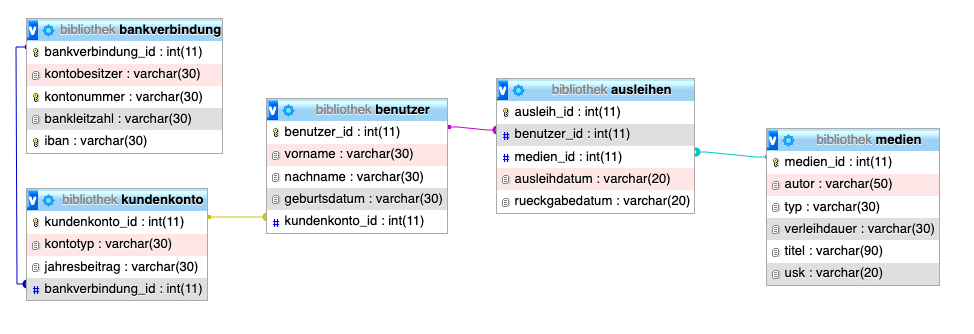 bibliothek bankverbindung
bankverbindung_id : int(11)
kontobesitzer : varchar(30)
kontonummer : varchar(30)
bankleitzahl : varchar(30)
iban : varchar(30)
bibliothek kundenkonto
kundenkonto_id : int(11)
kontotyp : varchar(30)
jahresbeitrag : varchar(30)
bankverbindung_id : int(11)
bibliothek benutzer
benutzer_id : int(11)
vorname : varchar(30)
nachname : varchar(30)
geburtsdatum : varchar(30)
kundenkonto_id : int(11)
bibliothek ausleihen
ausleih_id : int(11)
benutzer_id : int(11)
medien_id : int(11)
ausleihdatum : varchar(20)
rueckgabedatum : varchar(20)
bibliothek medien
medien_id : int(11)
autor : varchar(50)
typ : varchar(30)
verleihdauer : varchar(30)
titel : varchar(90)
usk : varchar(20)